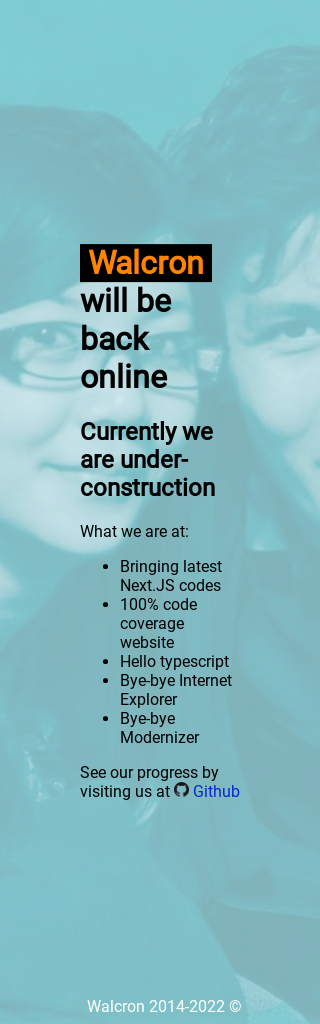 Walcron
will be
back
online
Currently we
are under-
construction
What we are at:
Bringing latest
Next.JS codes
100% code
coverage
website
Hello typescript
Bye-bye Internet
Explorer
Bye-bye
Modernizer
See our progress by
visiting us at Github
Walcron 2014-2022 ©